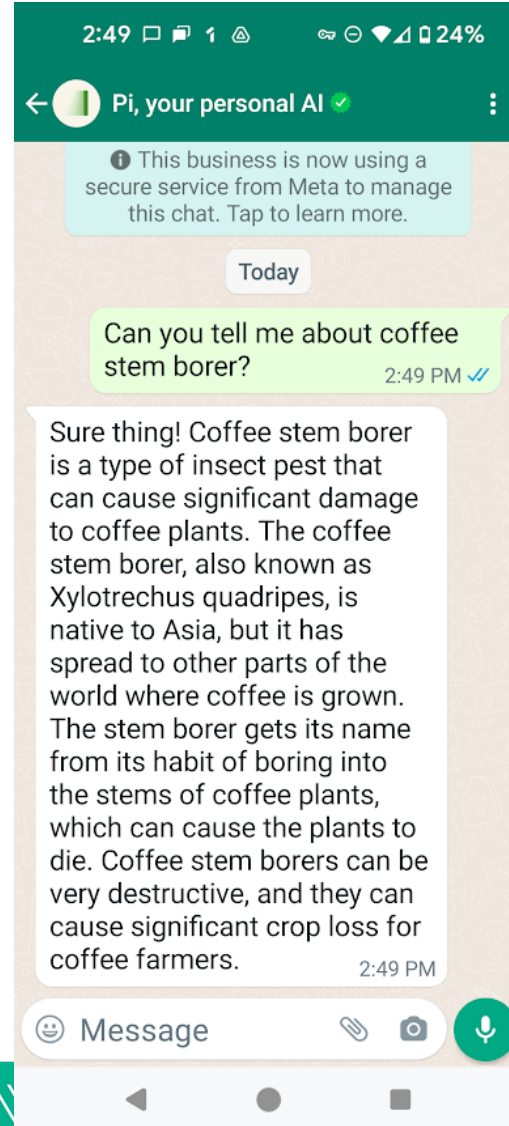 2:49 24%
Pi, your personal AI
This business is now using a
secure service from Meta to manage
this chat. Tap to learn more.
Today
Can you tell me about coffee
stem borer?
2:49 PM
Sure thing! Coffee stem borer
is a type of insect pest that
can cause significant damage
to coffee plants. The coffee
stem borer, also known as
Xylotrechus quadripes, is
native to Asia, but it has
spread to other parts of the
world where coffee is grown.
The stem borer gets its name
from its habit of boring into
the stems of coffee plants,
which can cause the plants to
die. Coffee stem borers can be
very destructive, and they can
cause significant crop loss for
coffee farmers.
2:49 PM
Message